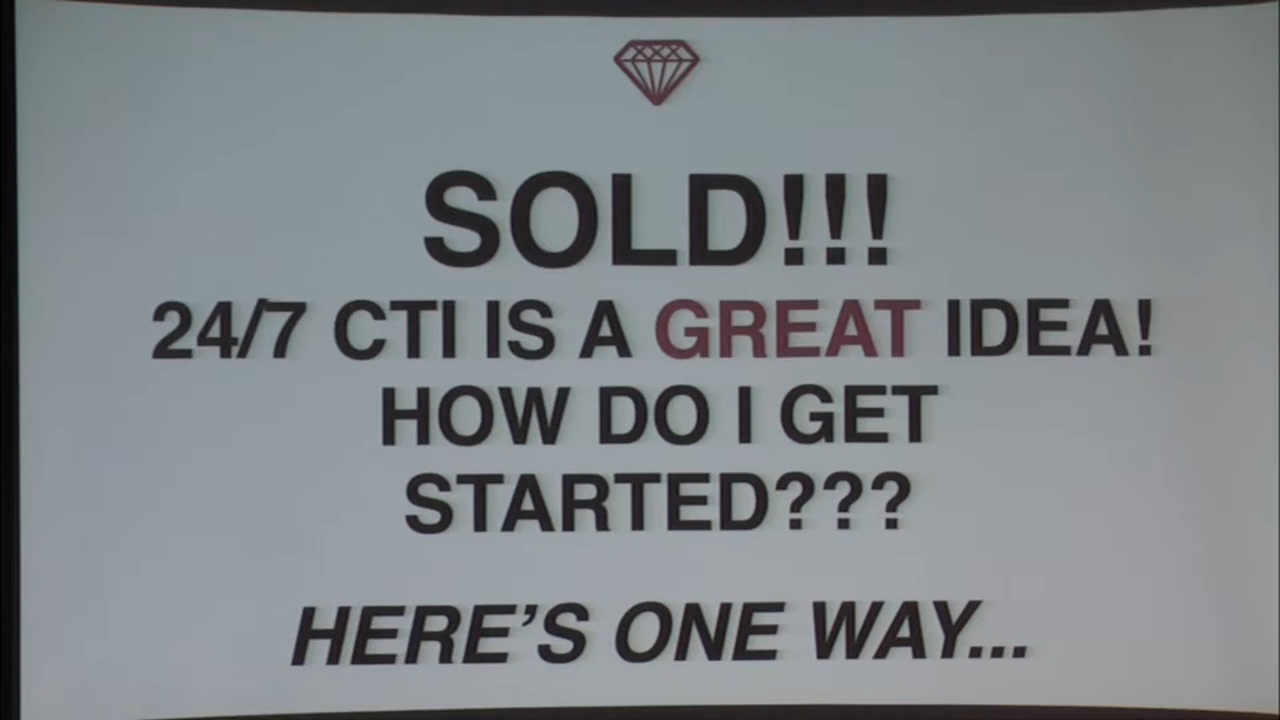 SOLD!!!
24/7 CTI IS A GREAT IDEA!
HOW DO I GET
STARTED???
HERE'S ONE WAY...